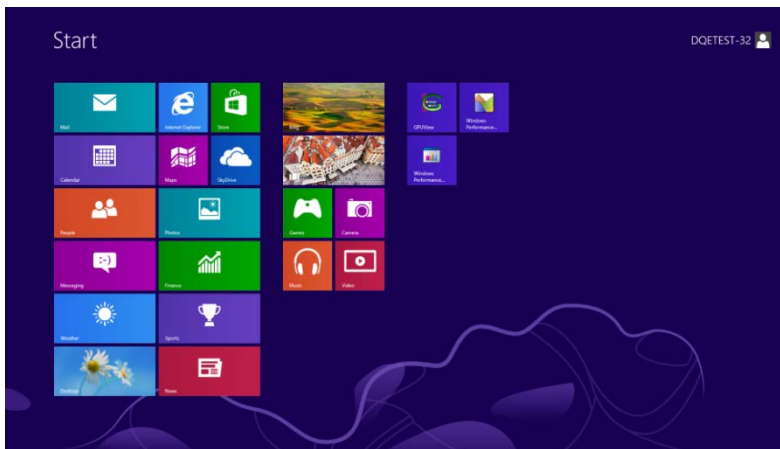 Start
DQETEST-32
Mail
Internet Explorer
Store
Calendar
Maps
SkyDrive
People
Photos
Messaging
Finance
Weather
Sports
Desktop
News
Bing
Games
Camera
Music
Video
GPUView
Windows
Performance...
Windows
Performance...